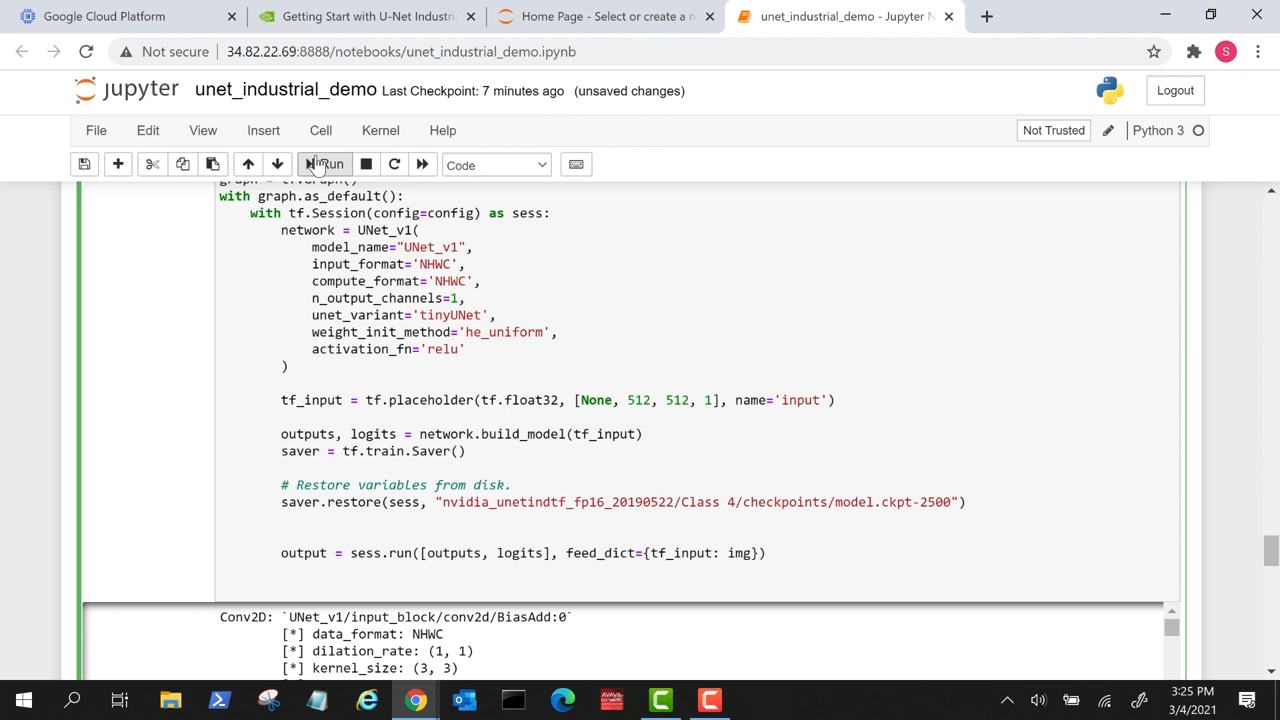 Google Cloud Platform
Getting Start with U-Net Industri
Home Page - Select or create a n
unet_industrial_demo - Jupyter N
Not secure
34.82.22.69:8888/notebooks/unet_industrial_demo.ipynb
S
jupyter
unet_industrial_demo
Last Checkpoint: 7 minutes ago
(unsaved changes)
Logout
File
Edit
View
Insert
Cell
Kernel
Help
Not Trusted
Python 3
Run
Code
graph = tf.Graph()
with graph.as_default():
with tf.Session(config=config) as sess:
network = UNet_v1(
model_name="UNet_v1",
input_format='NHWC',
compute_format='NHWC',
n_output_channels=1,
unet_variant='tinyUNet',
weight_init_method='he_uniform',
activation_fn='relu'
)
tf_input = tf.placeholder(tf.float32, [None, 512, 512, 1], name='input')
outputs, logits = network.build_model(tf_input)
saver = tf.train.Saver()
# Restore variables from disk.
saver.restore(sess, "nvidia_unetindtf_fp16_20190522/Class 4/checkpoints/model.ckpt-2500")
output = sess.run([outputs, logits], feed_dict={tf_input: img})
Conv2D: `UNet_v1/input_block/conv2d/BiasAdd:0`
[*] data_format: NHWC
[*] dilation_rate: (1, 1)
[*] kernel_size: (3, 3)
AVAYA
3:25 PM
3/4/2021